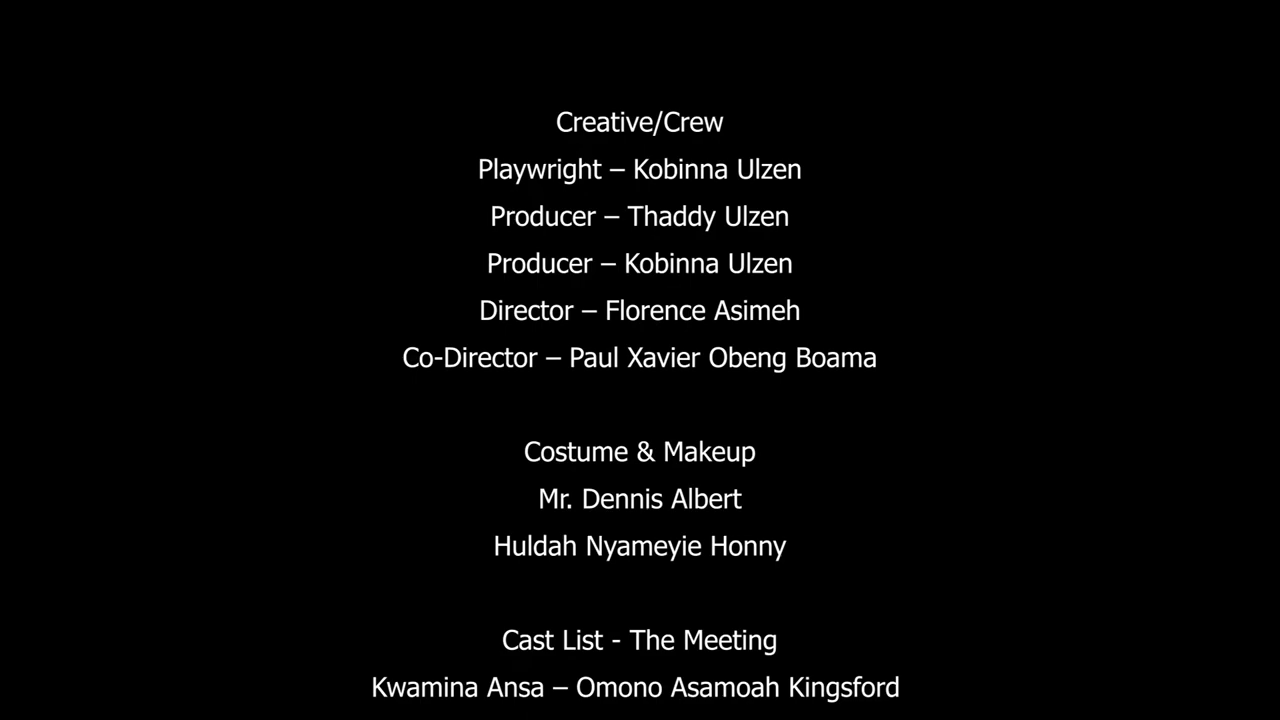 Creative/Crew
Playwright – Kobinna Ulzen
Producer – Thaddy Ulzen
Producer – Kobinna Ulzen
Director – Florence Asimeh
Co-Director – Paul Xavier Obeng Boama
Costume & Makeup
Mr. Dennis Albert
Huldah Nyameyie Honny
Cast List - The Meeting
Kwamina Ansa – Omono Asamoah Kingsford